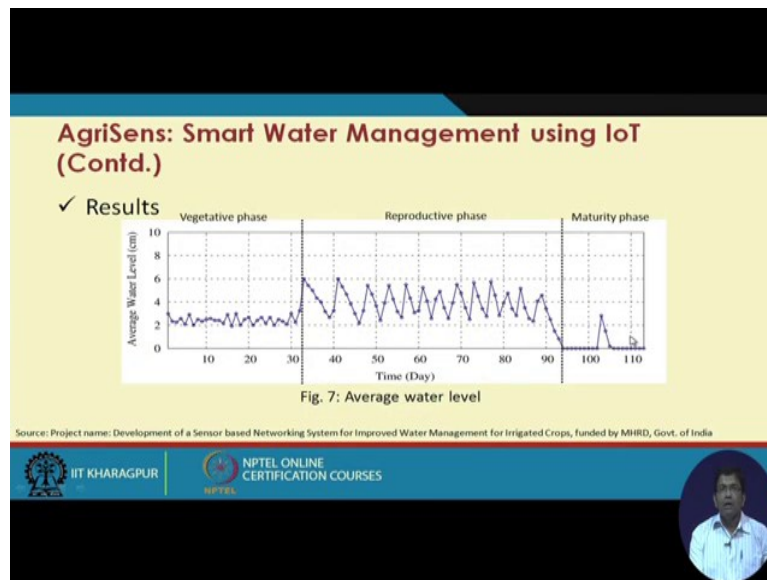 AgriSens: Smart Water Management using IoT
(Contd.)
✓ Results
Vegetative phase
Reproductive phase
Maturity phase
Average Water Level (cm)
10
8
6
4
2
0
10 20 30 40 50 60 70 80 90 100 110
Time (Day)
Fig. 7: Average water level
Source: Project name: Development of a Sensor based Networking System for Improved Water Management for Irrigated Crops, funded by MHRD, Govt. of India
IIT KHARAGPUR
NPTEL
NPTEL ONLINE
CERTIFICATION COURSES